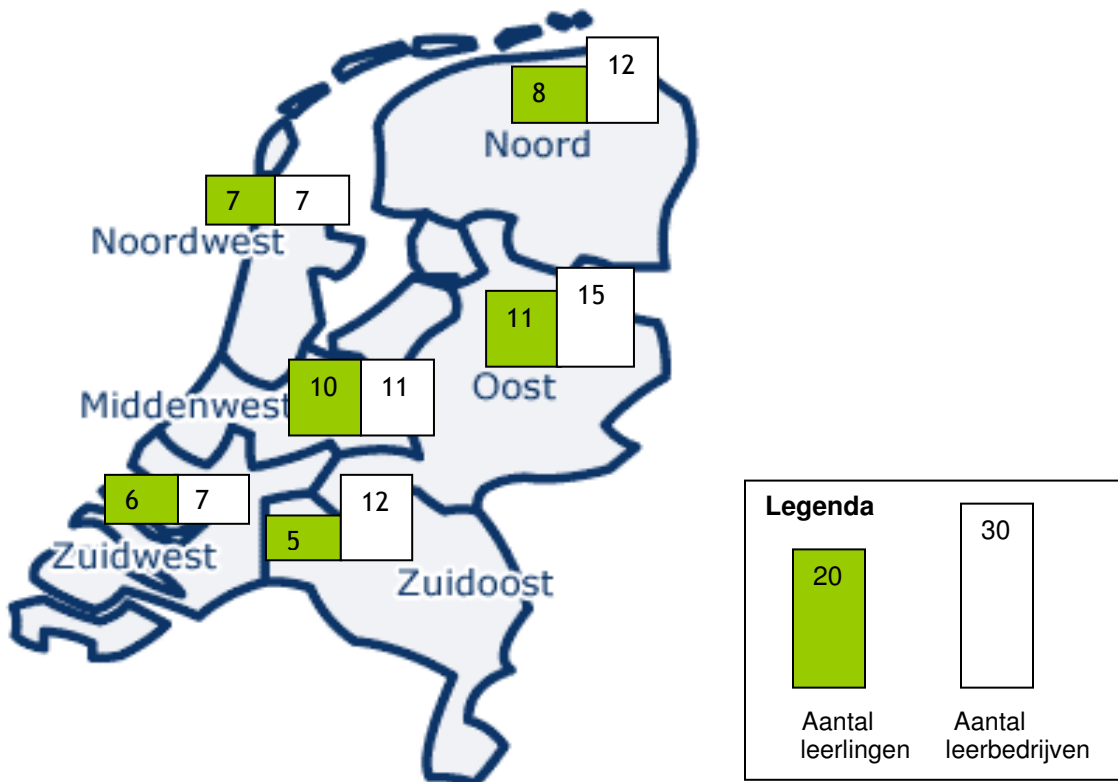 8 12
Noord
7 7
Noordwest
11 15
Oost
10 11
Middenwest
6 7
Zuidwest
5 12
Zuidoost
Legenda
20 30
Aantal
leerlingen
Aantal
leerbedrijven